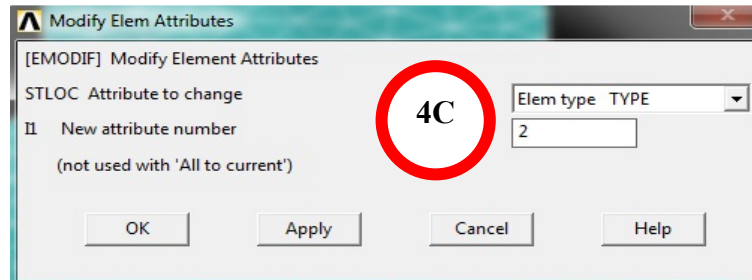 Modify Elem Attributes
[EMODIF] Modify Element Attributes
STLOC Attribute to change Elem type TYPE
I1 New attribute number 2
(not used with 'All to current')
4C
OK Apply Cancel Help